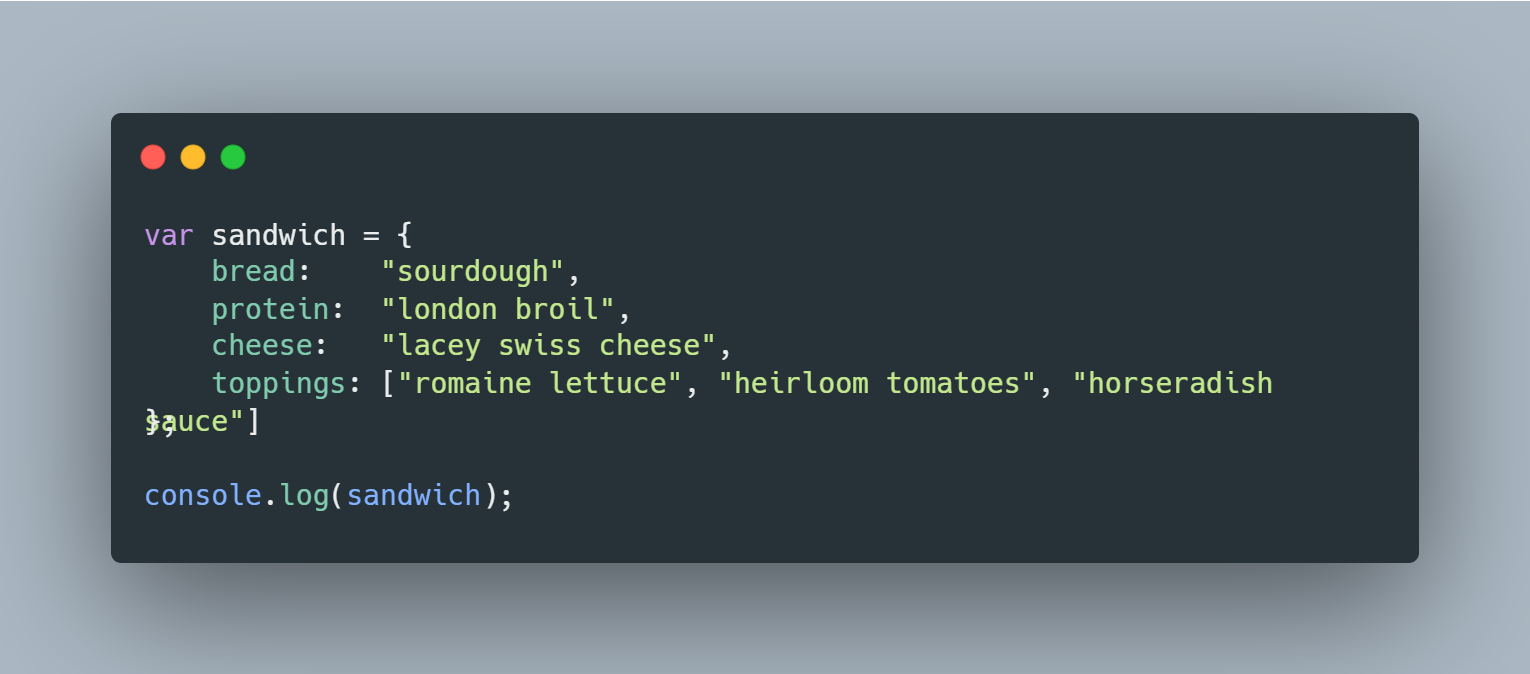 var sandwich = {
    bread:    "sourdough",
    protein:  "london broil",
    cheese:   "lacey swiss cheese",
    toppings: ["romaine lettuce", "heirloom tomatoes", "horseradish
sauce"]
};
console.log(sandwich);